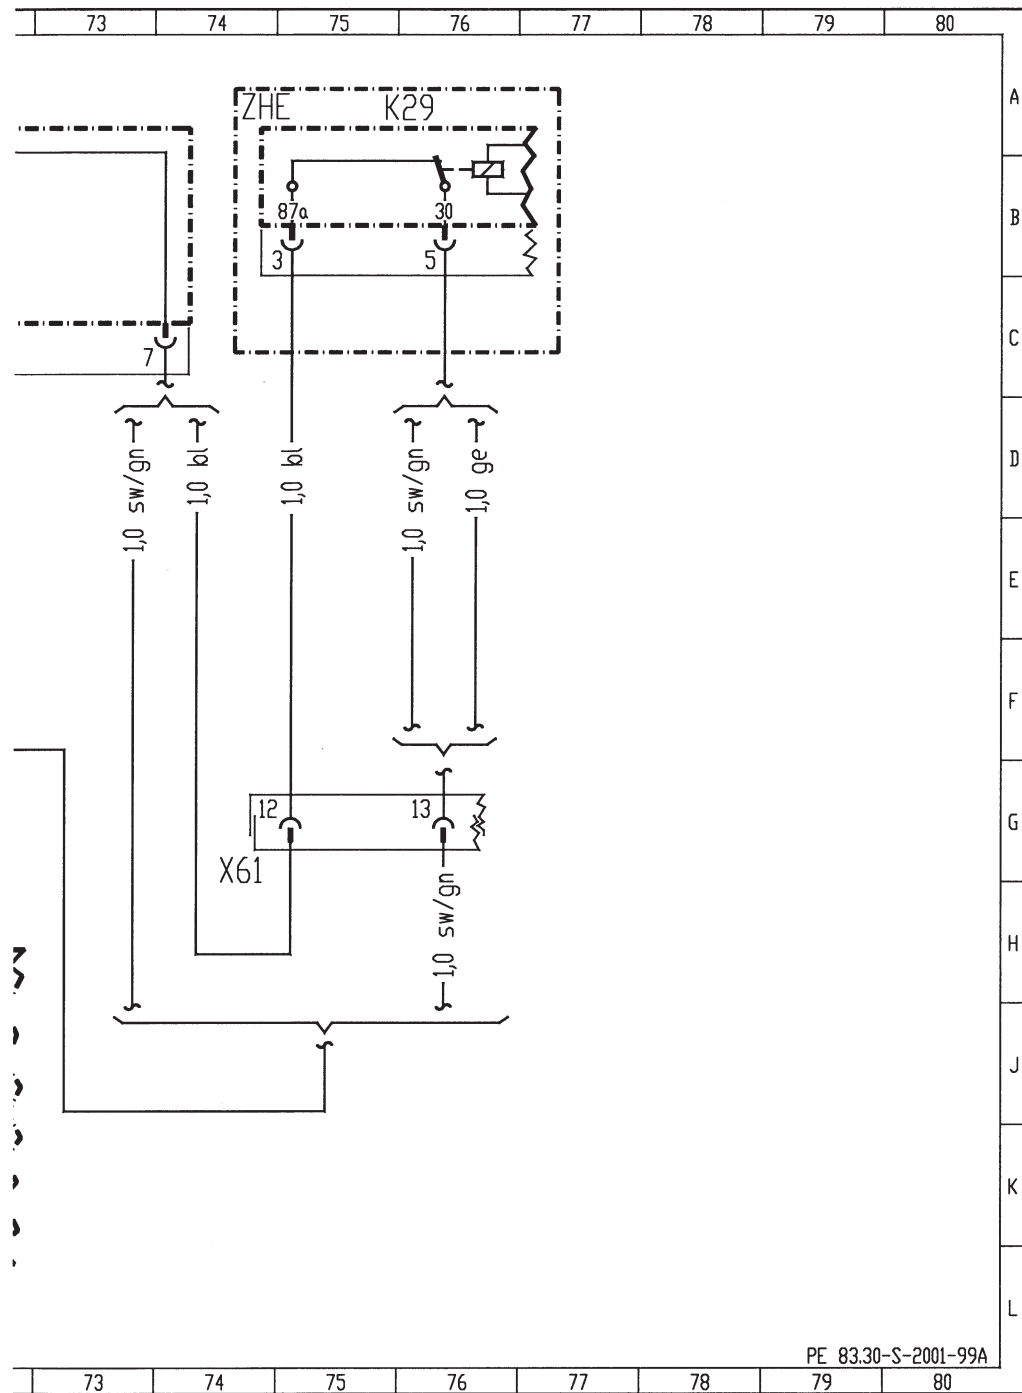 73 74 75 76 77 78 79 80
A
ZHE K29
87a 30
B
3 5
C
7
1,0 sw/gn 1,0 bl 1,0 bl 1,0 sw/gn 1,0 ge
D
E
F
12 13
G
X61
1,0 sw/gn
H
J
K
L
PE 83.30-S-2001-99A
73 74 75 76 77 78 79 80